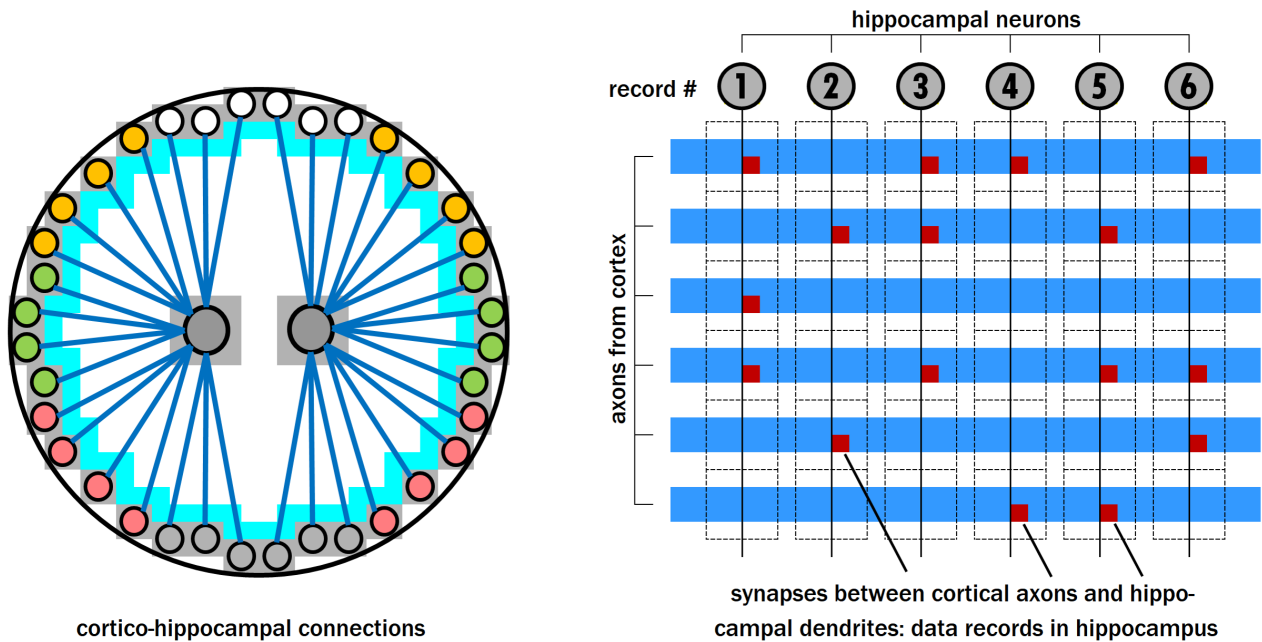 hippocampal neurons
record #
1 2 3 4 5 6
axons from cortex
synapses between cortical axons and hippo-
campal dendrites: data records in hippocampus
cortico-hippocampal connections